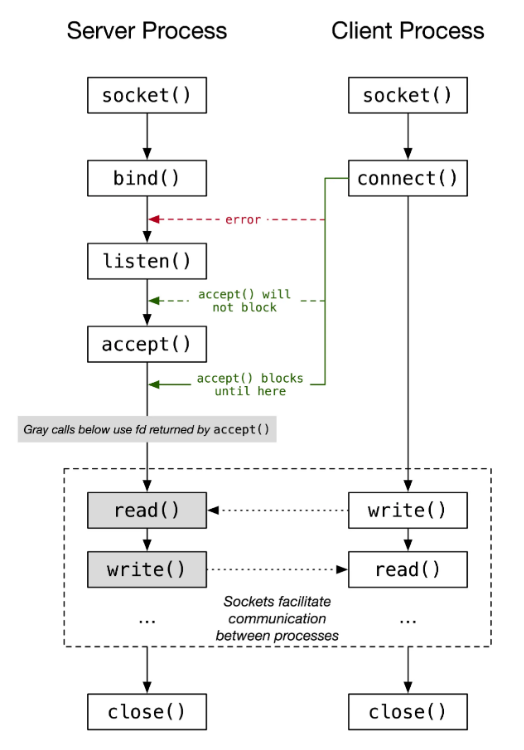 Server Process
Client Process
socket()
socket()
bind()
connect()
error
listen()
accept() will
not block
accept()
accept() blocks
until here
Gray calls below use fd returned by accept()
read()
write()
write()
read()
Sockets facilitate
communication
between processes
...
...
close()
close()